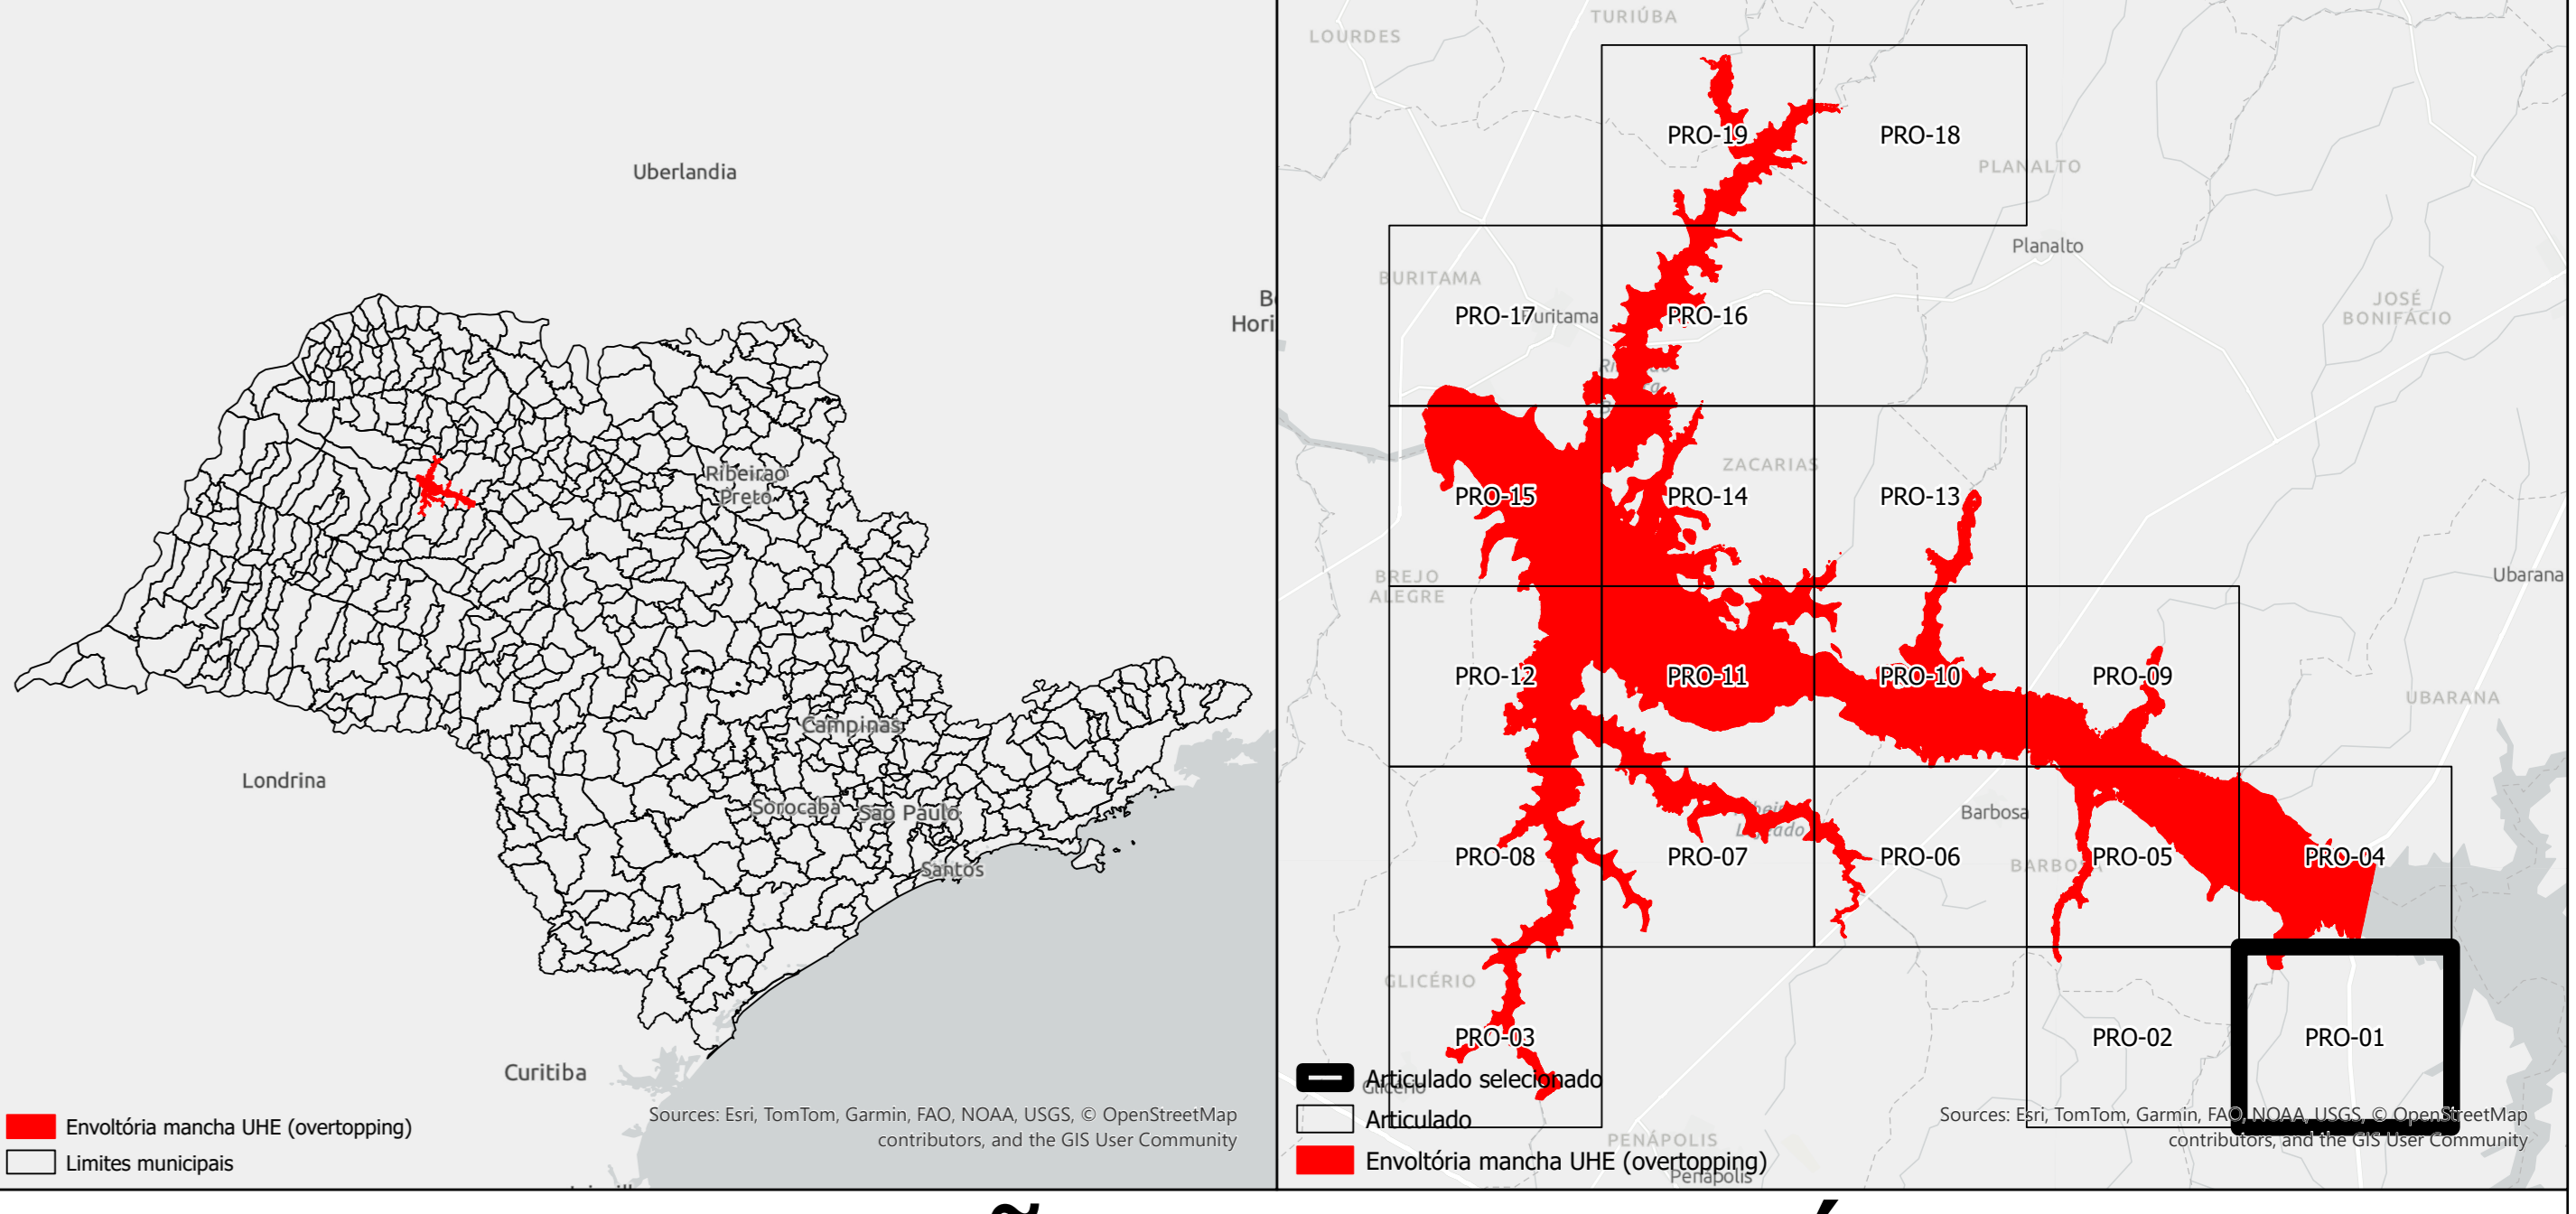 Uberlandia
Ribeirao
Preto
Campinas
Londrina
Sorocaba
Sao Paulo
Santos
Curitiba
Envoltória mancha UHE (overtopping)
Limites municipais
Sources: Esri, TomTom, Garmin, FAO, NOAA, USGS, © OpenStreetMap
contributors, and the GIS User Community
TURIÚBA
LOURDES
PRO-19
PRO-18
PLANALTO
Planalto
BURITAMA
PRO-17
PRO-16
JOSÉ
BONIFÁCIO
ZACARIAS
PRO-15
PRO-14
PRO-13
BREJO
ALEGRE
Ubarana
PRO-12
PRO-11
PRO-10
PRO-09
UBARANA
Barbosa
PRO-08
PRO-07
PRO-06
PRO-05
PRO-04
GLICÉRIO
PRO-03
PRO-02
PRO-01
Articulado selecionado
Articulado
Envoltória mancha UHE (overtopping)
PENÁPOLIS
Penápolis
Sources: Esri, TomTom, Garmin, FAO, NOAA, USGS, © OpenStreetMap
contributors, and the GIS User Community